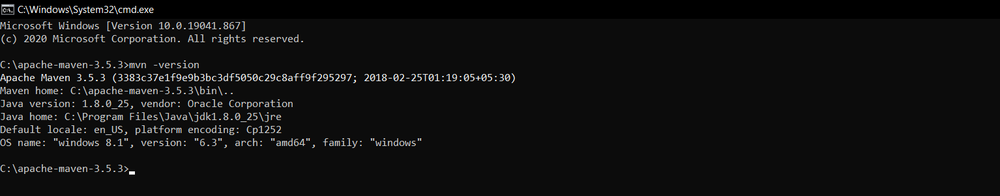 C:\Windows\System32\cmd.exe
Microsoft Windows [Version 10.0.19041.867]
(c) 2020 Microsoft Corporation. All rights reserved.
C:\apache-maven-3.5.3>mvn -version
Apache Maven 3.5.3 (3383c37e1f9e9b3bc3df5050c29c8aff9f295297; 2018-02-25T01:19:05+05:30)
Maven home: C:\apache-maven-3.5.3\bin\..
Java version: 1.8.0_25, vendor: Oracle Corporation
Java home: C:\Program Files\Java\jdk1.8.0_25\jre
Default locale: en_US, platform encoding: Cp1252
OS name: "windows 8.1", version: "6.3", arch: "amd64", family: "windows"
C:\apache-maven-3.5.3>